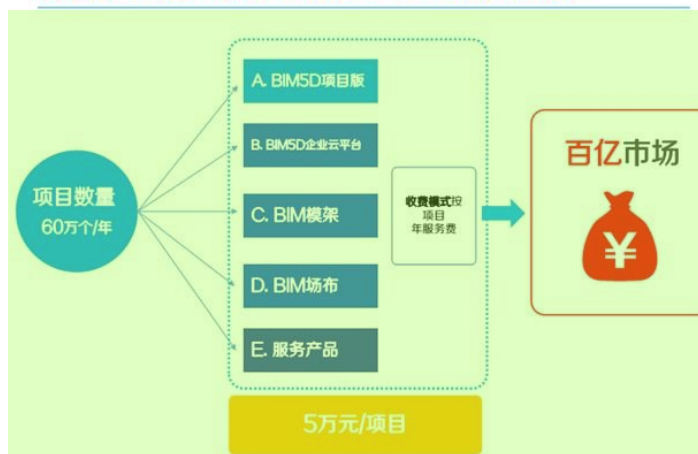 项目数量
60万个/年
A. BIM5D项目版
B. BIM5D企业云平台
C. BIM模架
D. BIM场布
E. 服务产品
收费模式按
项目
年服务费
5万元/项目
百亿市场
¥